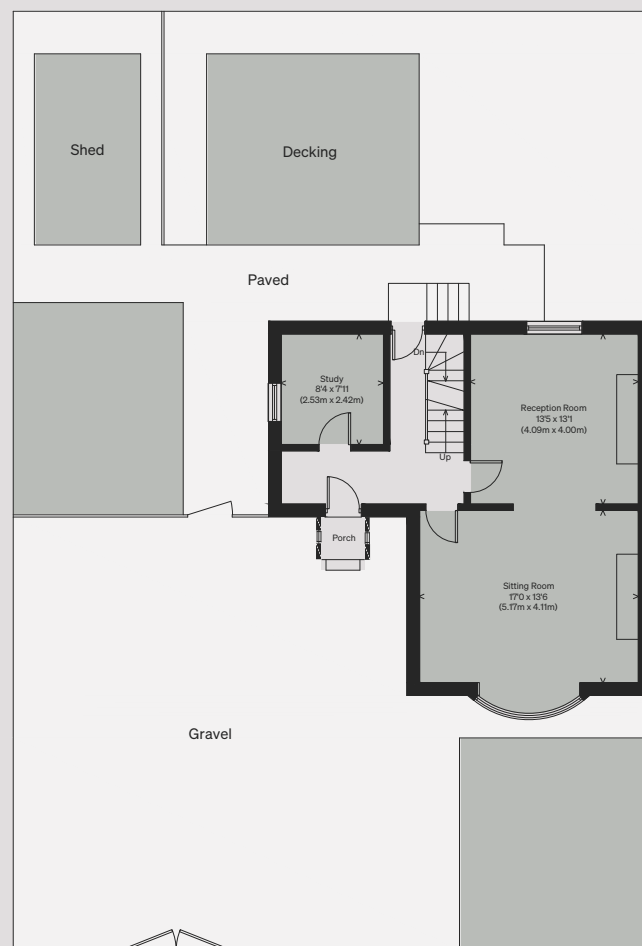 Shed
Decking
Paved
Dn
Study
8'4 x 7'11
(2.53m x 2.42m)
Reception Room
13'5 x 13'1
(4.09m x 4.00m)
Up
Porch
Sitting Room
17'0 x 13'6
(5.17m x 4.11m)
Gravel